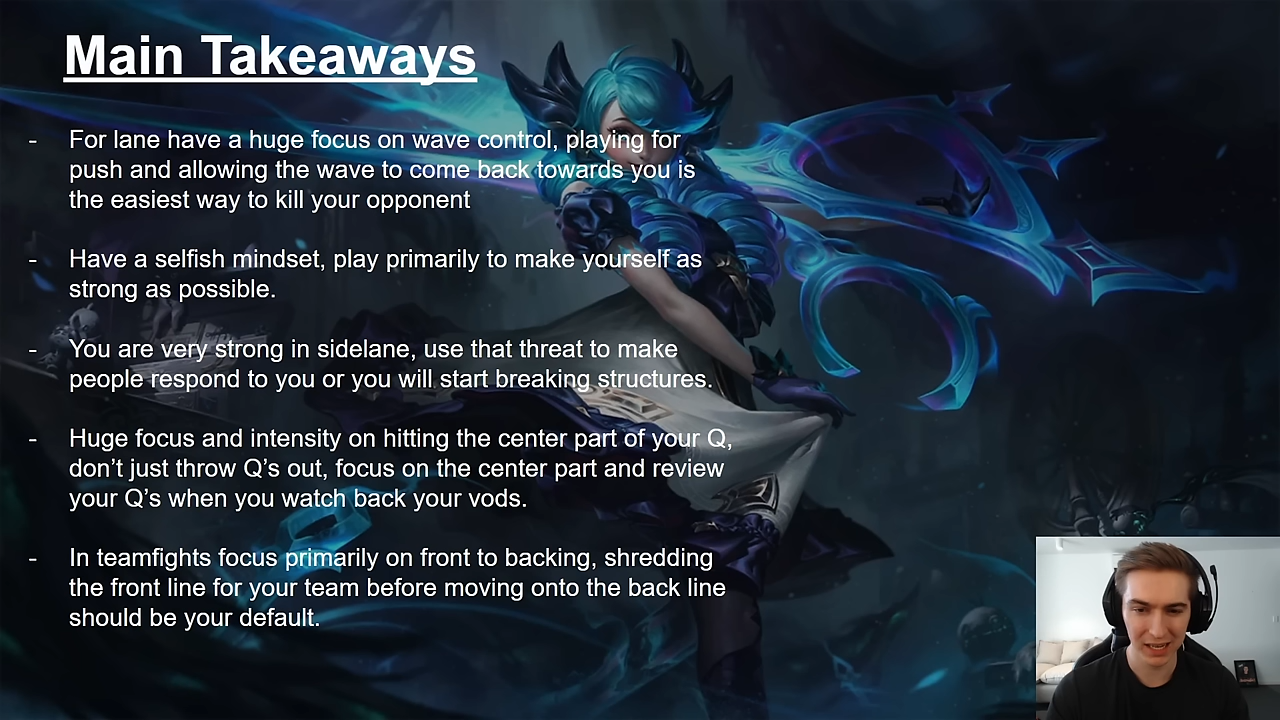 Main Takeaways
- For lane have a huge focus on wave control, playing for
push and allowing the wave to come back towards you is
the easiest way to kill your opponent
- Have a selfish mindset, play primarily to make yourself as
strong as possible.
- You are very strong in sidelane, use that threat to make
people respond to you or you will start breaking structures.
- Huge focus and intensity on hitting the center part of your Q,
don’t just throw Q’s out, focus on the center part and review
your Q’s when you watch back your vods.
- In teamfights focus primarily on front to backing, shredding
the front line for your team before moving onto the back line
should be your default.